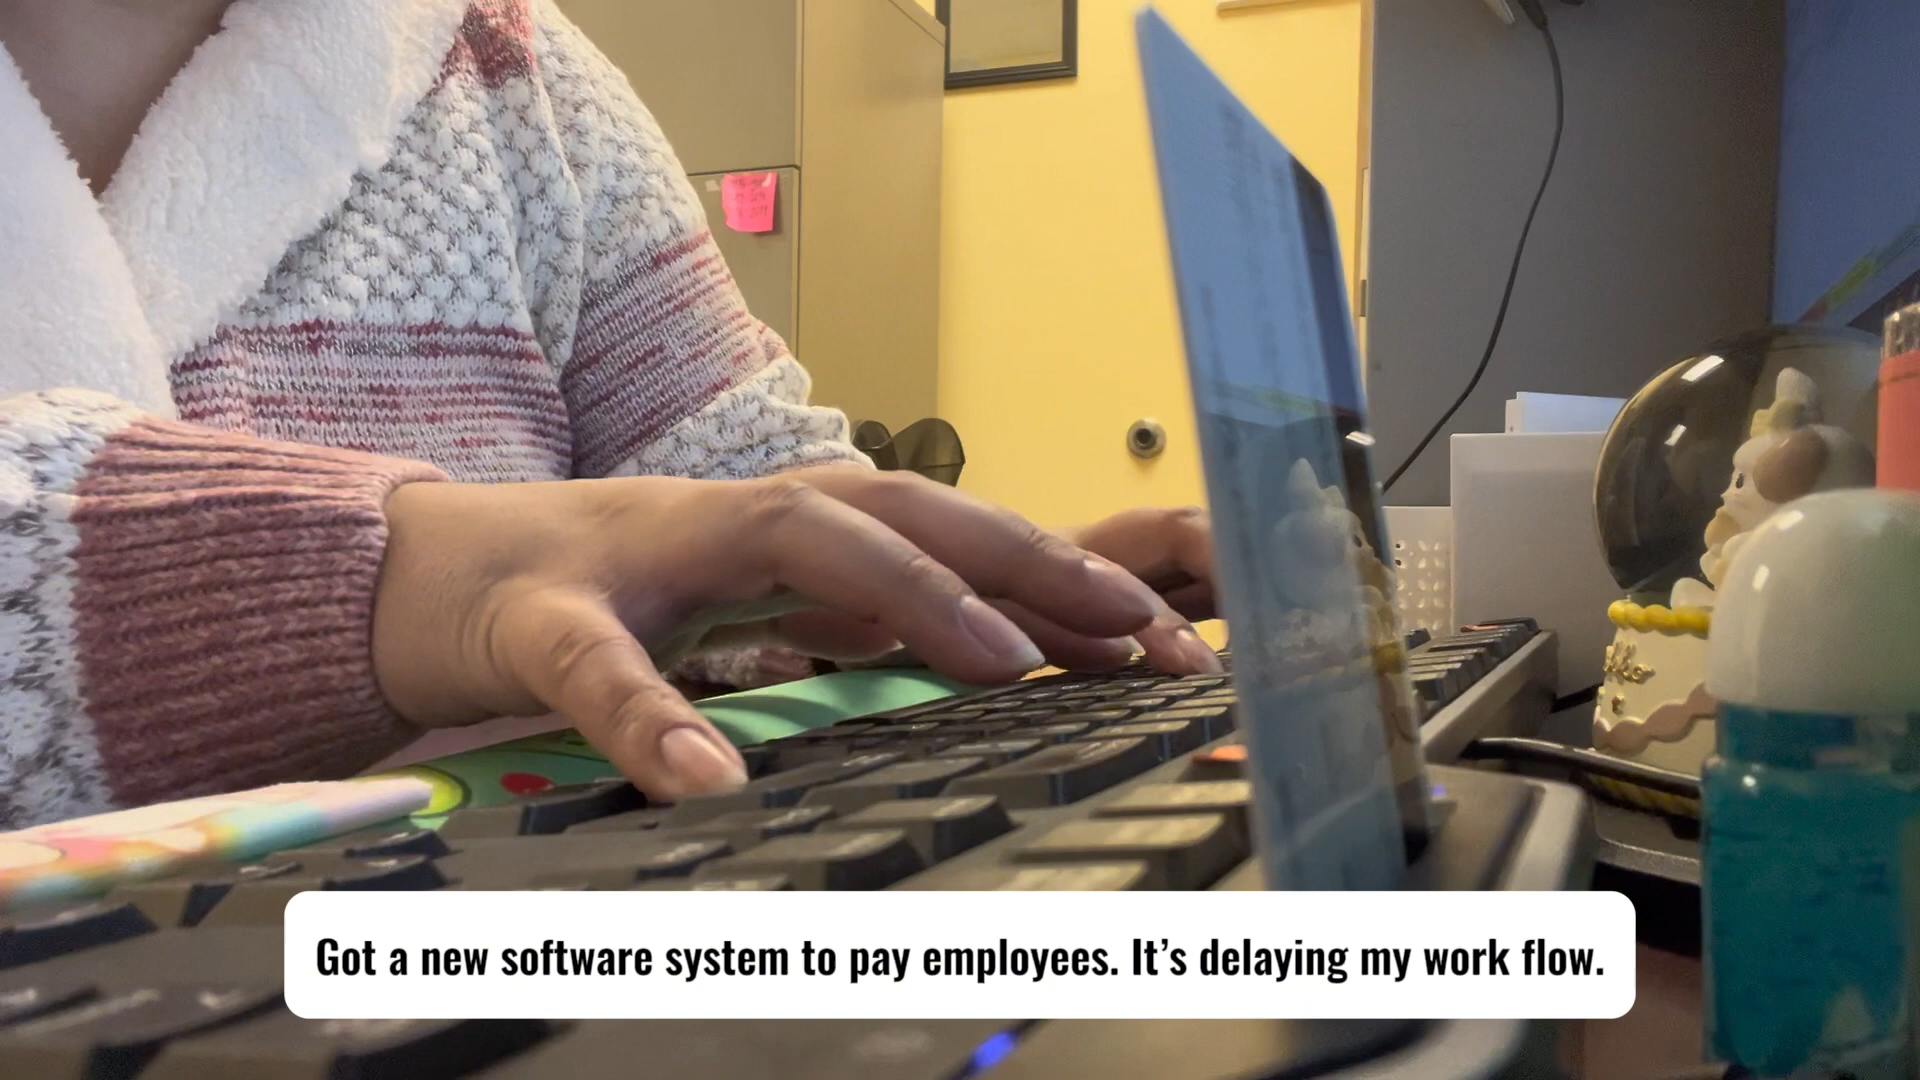 Got a new software system to pay employees. It’s delaying my work flow.